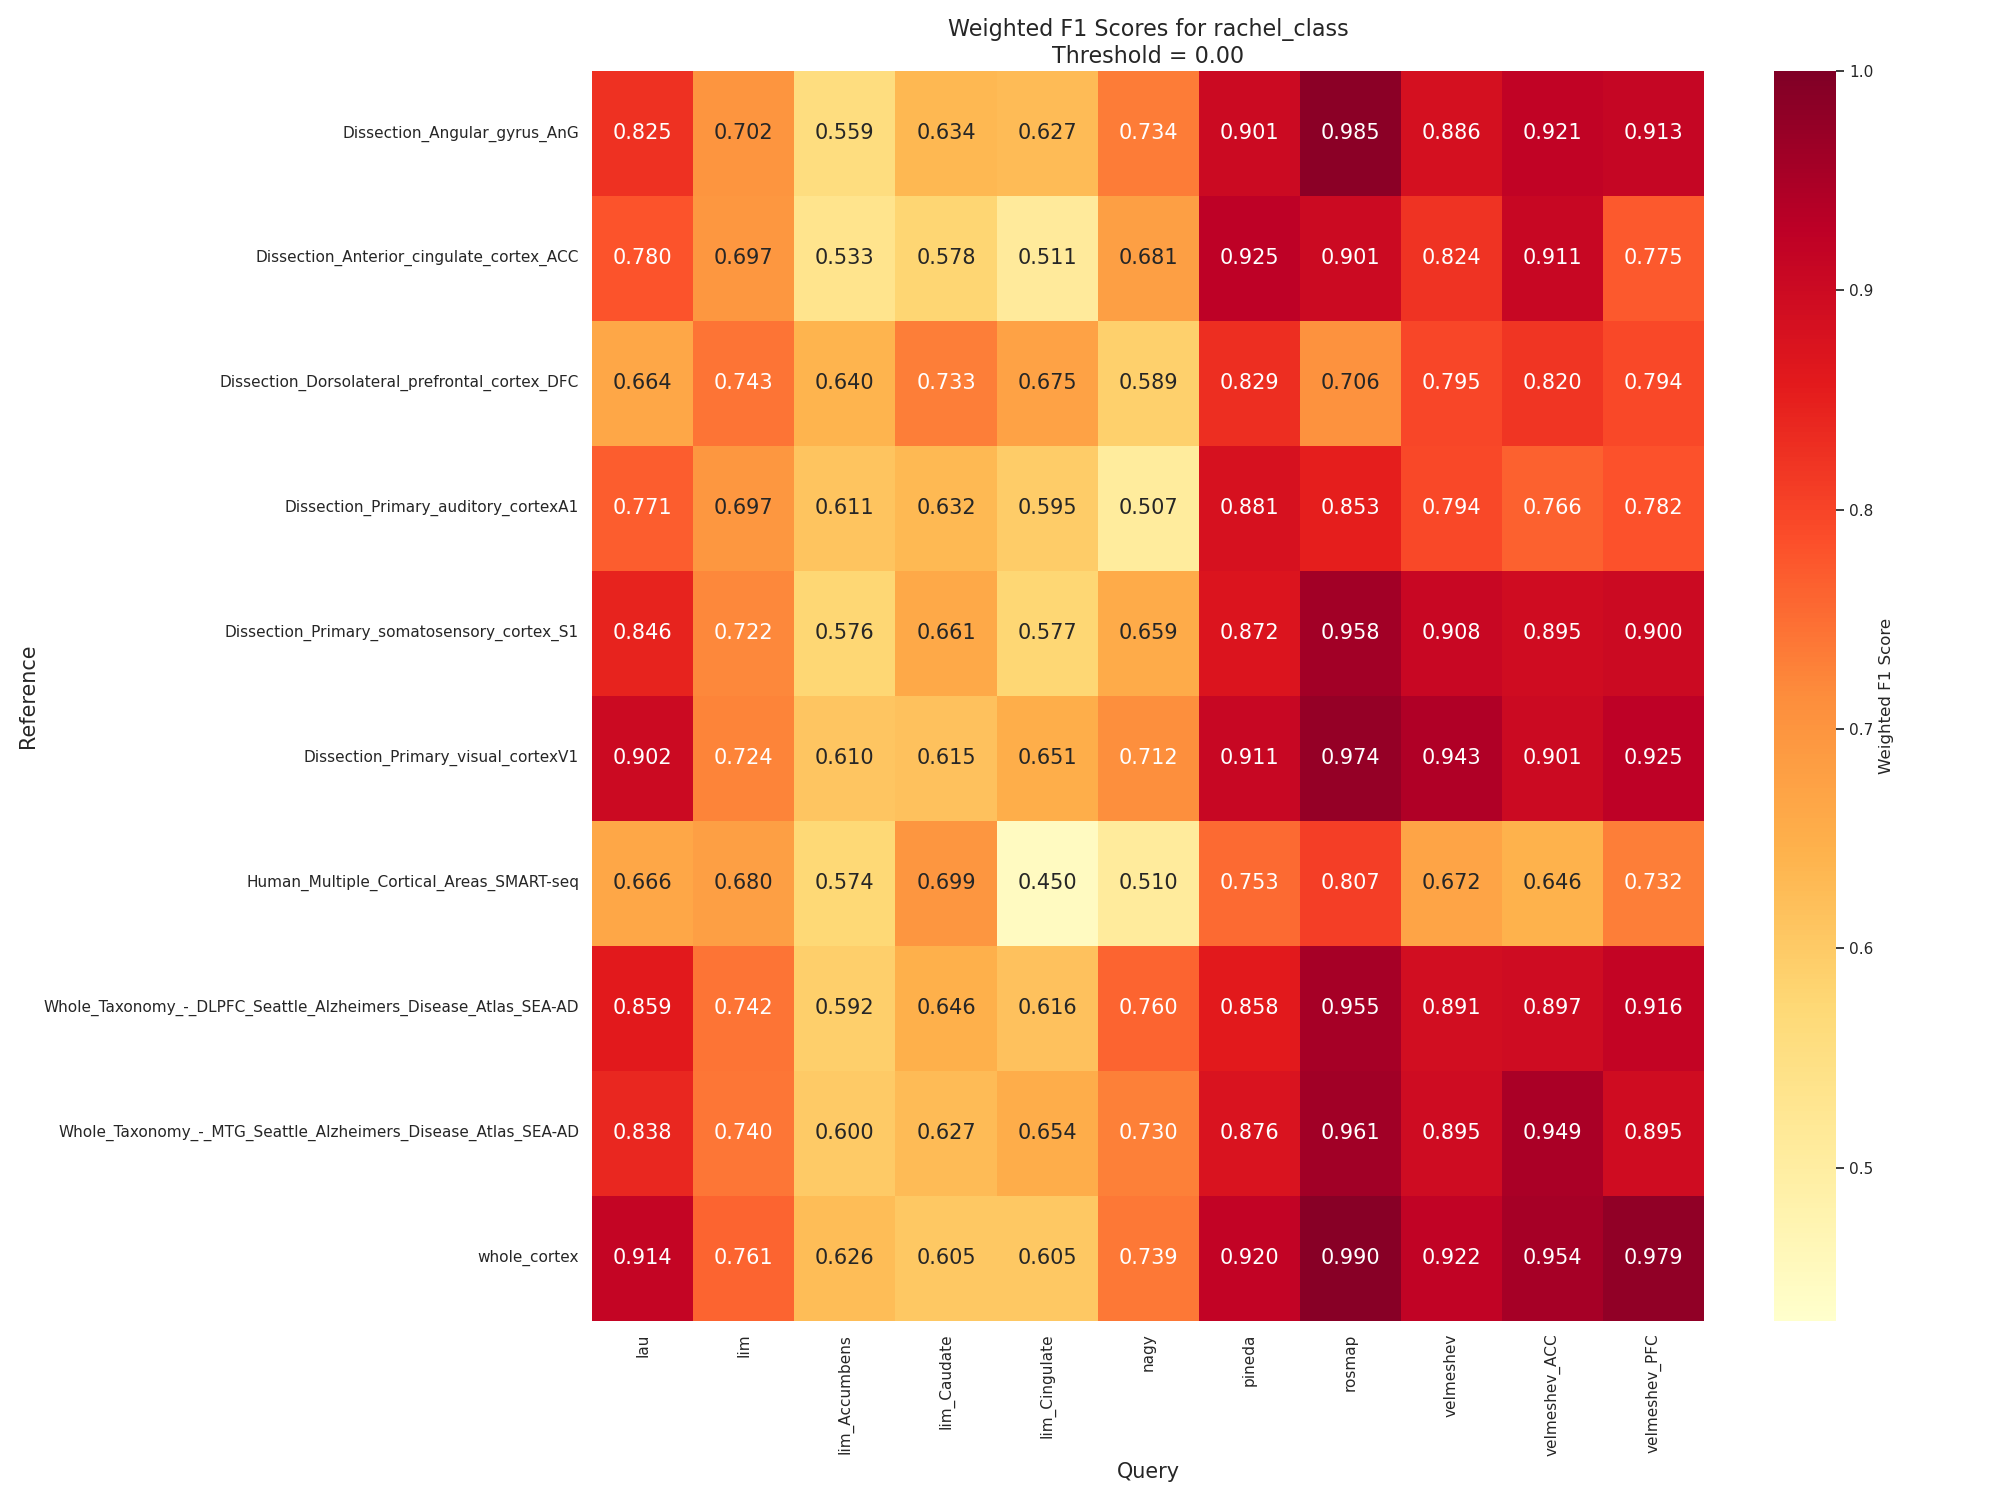 Weighted F1 Scores for rachel_class
Threshold = 0.00
Reference
Dissection_Angular_gyrus_AnG 0.825 0.702 0.559 0.634 0.627 0.734 0.901 0.985 0.886 0.921 0.913
Dissection_Anterior_cingulate_cortex_ACC 0.780 0.697 0.533 0.578 0.511 0.681 0.925 0.901 0.824 0.911 0.775
Dissection_Dorsolateral_prefrontal_cortex_DFC 0.664 0.743 0.640 0.733 0.675 0.589 0.829 0.706 0.795 0.820 0.794
Dissection_Primary_auditory_cortexA1 0.771 0.697 0.611 0.632 0.595 0.507 0.881 0.853 0.794 0.766 0.782
Dissection_Primary_somatosensory_cortex_S1 0.846 0.722 0.576 0.661 0.577 0.659 0.872 0.958 0.908 0.895 0.900
Dissection_Primary_visual_cortexV1 0.902 0.724 0.610 0.615 0.651 0.712 0.911 0.974 0.943 0.901 0.925
Human_Multiple_Cortical_Areas_SMART-seq 0.666 0.680 0.574 0.699 0.450 0.510 0.753 0.807 0.672 0.646 0.732
Whole_Taxonomy_-_DLPFC_Seattle_Alzheimers_Disease_Atlas_SEA-AD 0.859 0.742 0.592 0.646 0.616 0.760 0.858 0.955 0.891 0.897 0.916
Whole_Taxonomy_-_MTG_Seattle_Alzheimers_Disease_Atlas_SEA-AD 0.838 0.740 0.600 0.627 0.654 0.730 0.876 0.961 0.895 0.949 0.895
whole_cortex 0.914 0.761 0.626 0.605 0.605 0.739 0.920 0.990 0.922 0.954 0.979
lau lim lim_Accumbens lim_Caudate lim_Cingulate nagy pineda rosmap velmeshev velmeshev_ACC velmeshev_PFC
Query
1.0
0.9
0.8
0.7
0.6
0.5
Weighted F1 Score